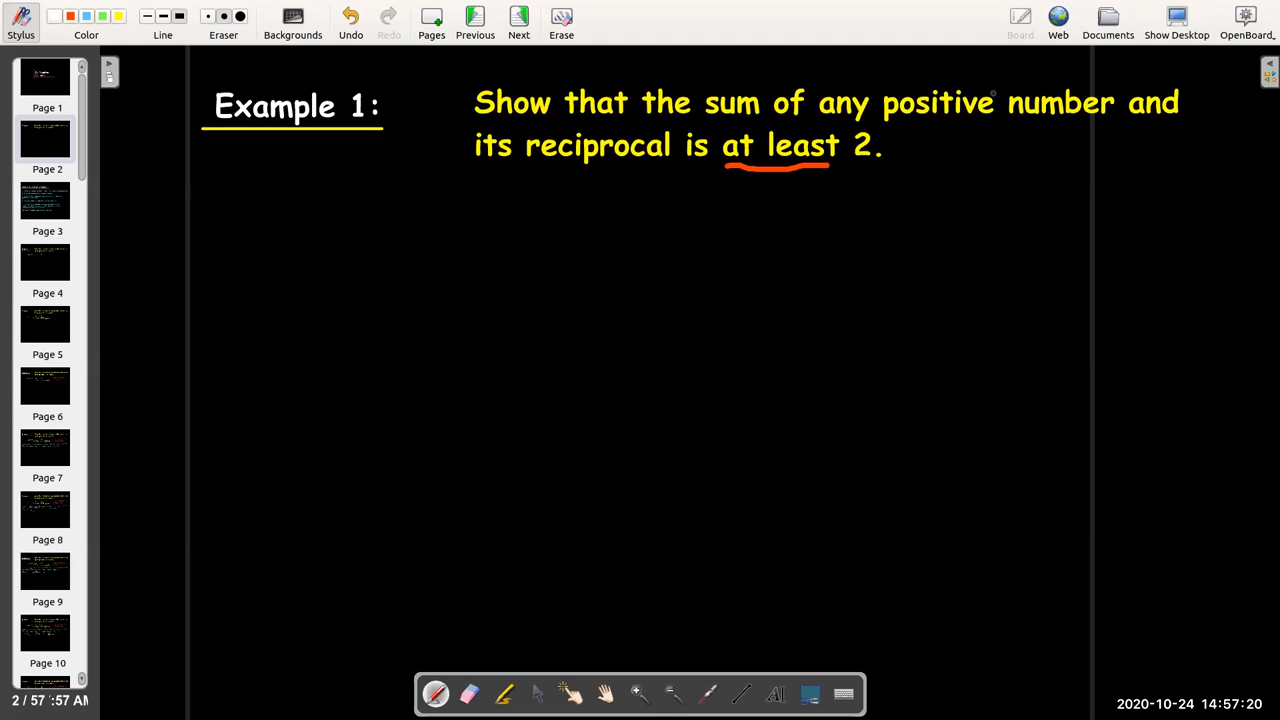 Stylus
Color
Line
Eraser
Backgrounds
Undo
Redo
Pages
Previous
Next
Erase
Board
Web
Documents
Show Desktop
OpenBoard
Page 1
Page 2
Page 3
Page 4
Page 5
Page 6
Page 7
Page 8
Page 9
Page 10
Example 1:
Show that the sum of any positive number and
its reciprocal is at least 2.
AI
2 / 57
2020-10-24 14:57:20